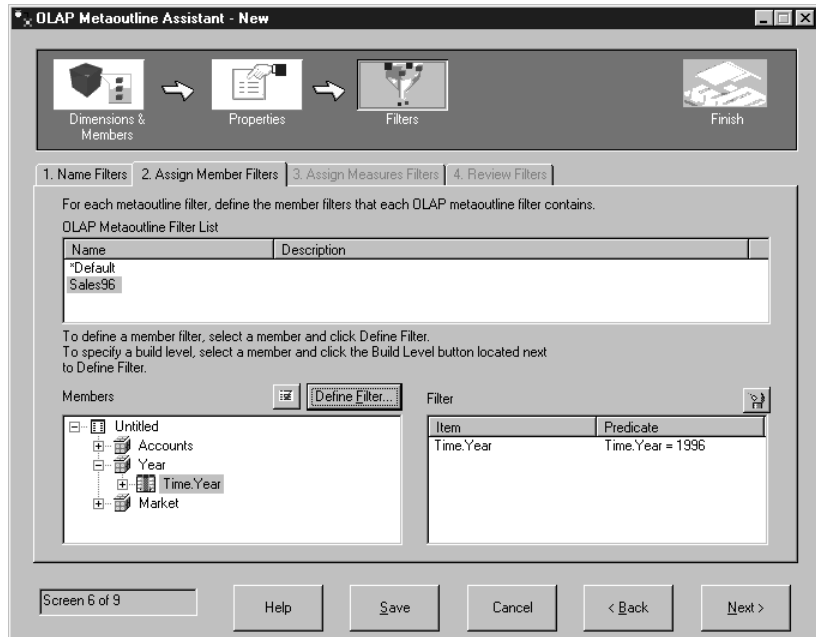 OLAP Metaoutline Assistant - New
Dimensions &
Members
Properties
Filters
Finish
1. Name Filters
2. Assign Member Filters
3. Assign Measures Filters
4. Review Filters
For each metaoutline filter, define the member filters that each OLAP metaoutline filter contains.
OLAP Metaoutline Filter List
Name Description
*Default
Sales96
To define a member filter, select a member and click Define Filter.
To specify a build level, select a member and click the Build Level button located next
to Define Filter.
Members
Define Filter...
Untitled
Accounts
Year
Time.Year
Market
Filter
Item Predicate
Time.Year Time.Year = 1996
Screen 6 of 9
Help
Save
Cancel
< Back
Next >